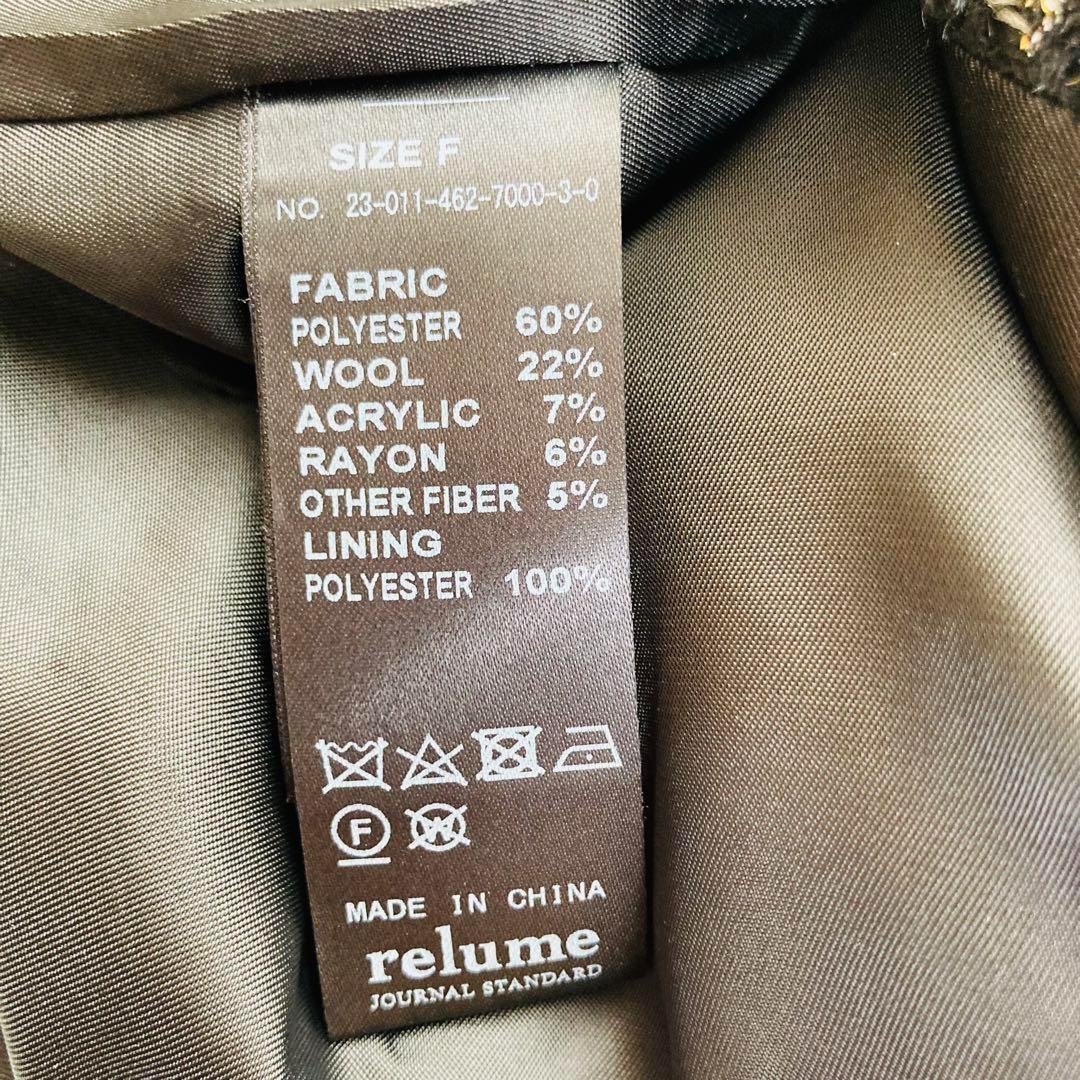 SIZE F
NO. 23-011-462-7000-3-0
FABRIC
POLYESTER 60%
WOOL 22%
ACRYLIC 7%
RAYON 6%
OTHER FIBER 5%
LINING
POLYESTER 100%
F W
MADE IN CHINA
relume
JOURNAL STANDARD